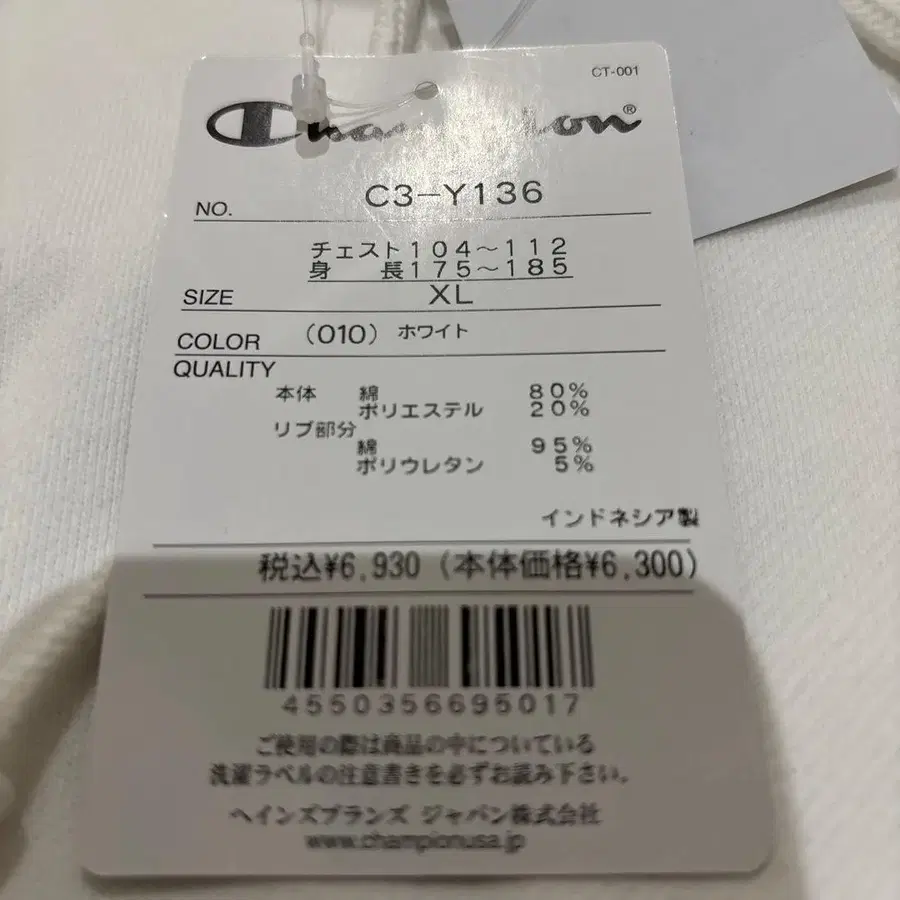 CT-001
Champion®
NO. C3-Y136
チェスト104～112
身長175～185
SIZE XL
COLOR (010) ホワイト
QUALITY
本体 綿 80%
ポリエステル 20%
リブ部分
綿 95%
ポリウレタン 5%
インドネシア製
税込¥6,930 (本体価格¥6,300)
4550356695017
ご使用の際は商品の中についている
洗濯ラベルの注意書きを必ずお読み下さい。
ヘインズブランズ ジャパン株式会社
www.championusa.jp